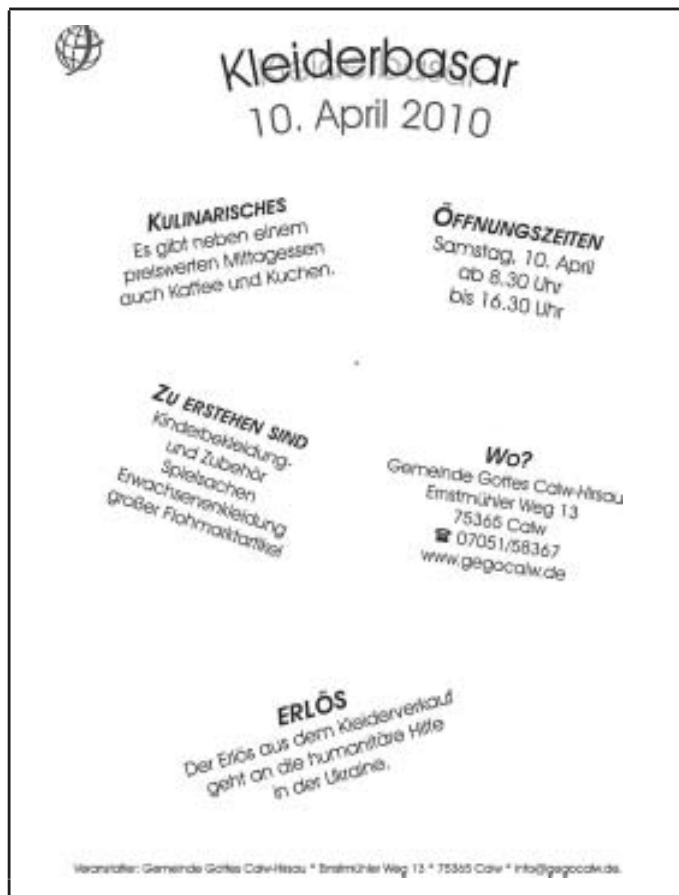 Kleiderbasar
10. April 2010
KULINARISCHES
Es gibt neben einem
preiswerten Mittagessen
auch Kaffee und Kuchen.
ÖFFNUNGSZEITEN
Samstag, 10. April
ab 8.30 Uhr
bis 16.30 Uhr
ZU ERSTEHEN SIND
Kinderbekleidung-
und Zubehör
Spielsachen
Erwachsenenkleidung
großer Flohmarktartikel
WO?
Gemeinde Gottes Calw-Hirsau
Ernstmühler Weg 13
75365 Calw
☎ 07051/58367
www.gegocalw.de
ERLÖS
Der Erlös aus dem Kleiderverkauf
geht an die humanitäre Hilfe
in der Ukraine.
Veranstalter: Gemeinde Gottes Calw-Hirsau * Ernstmühler Weg 13 * 75365 Calw * info@gegocalw.de.